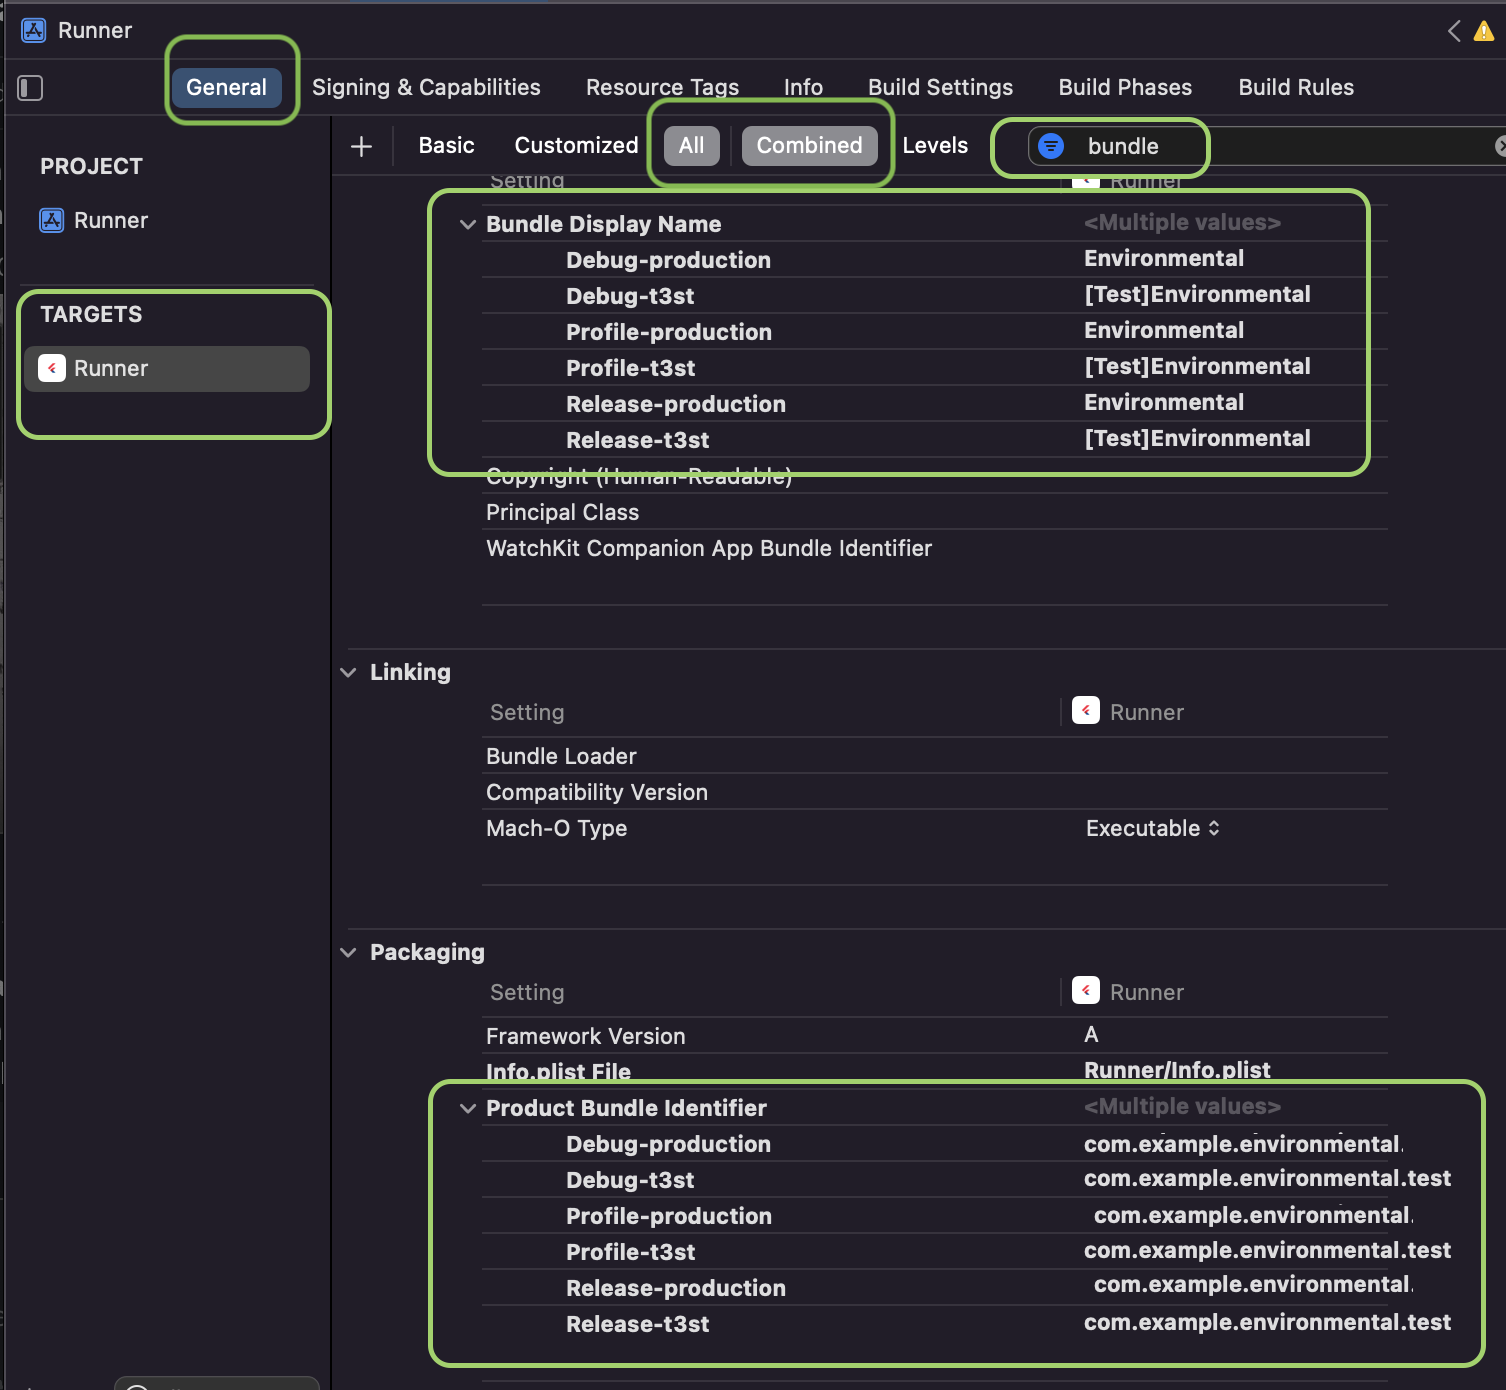 Runner
General Signing & Capabilities Resource Tags Info Build Settings Build Phases Build Rules
Basic Customized All Combined Levels bundle
PROJECT
Runner
TARGETS
Runner
Setting Runner
Bundle Display Name <Multiple values>
Debug-production Environmental
Debug-t3st [Test]Environmental
Profile-production Environmental
Profile-t3st [Test]Environmental
Release-production Environmental
Release-t3st [Test]Environmental
Copyright (Human-Readable)
Principal Class
WatchKit Companion App Bundle Identifier
Linking
Setting Runner
Bundle Loader
Compatibility Version
Mach-O Type Executable
Packaging
Setting Runner
Framework Version A
Info.plist File Runner/Info.plist
Product Bundle Identifier <Multiple values>
Debug-production com.example.environmental.
Debug-t3st com.example.environmental.test
Profile-production com.example.environmental.
Profile-t3st com.example.environmental.test
Release-production com.example.environmental.
Release-t3st com.example.environmental.test